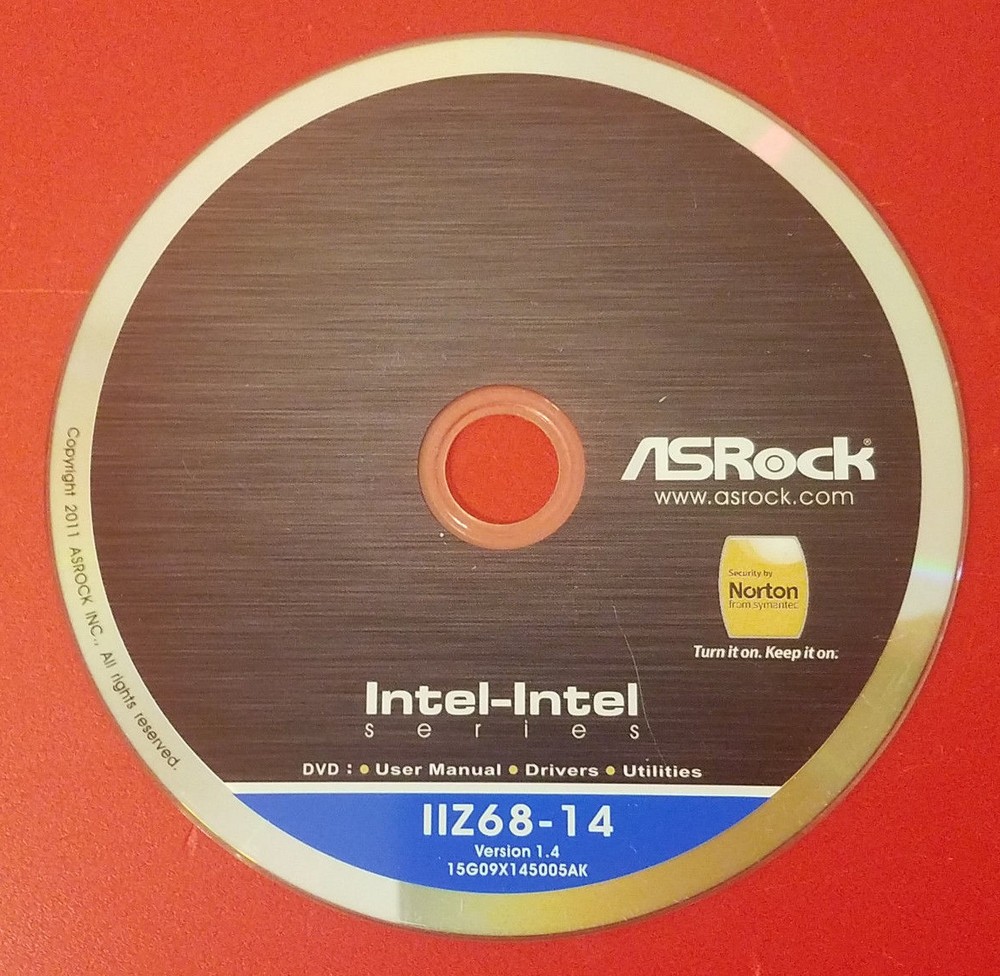 ASRock®
www.asrock.com
Security by
Norton
from symantec
Turn it on. Keep it on.
Copyright 2011 ASROCK INC., All rights reserved.
Intel-Intel
series
DVD : • User Manual • Drivers • Utilities
IIZ68-14
Version 1.4
15G09X145005AK